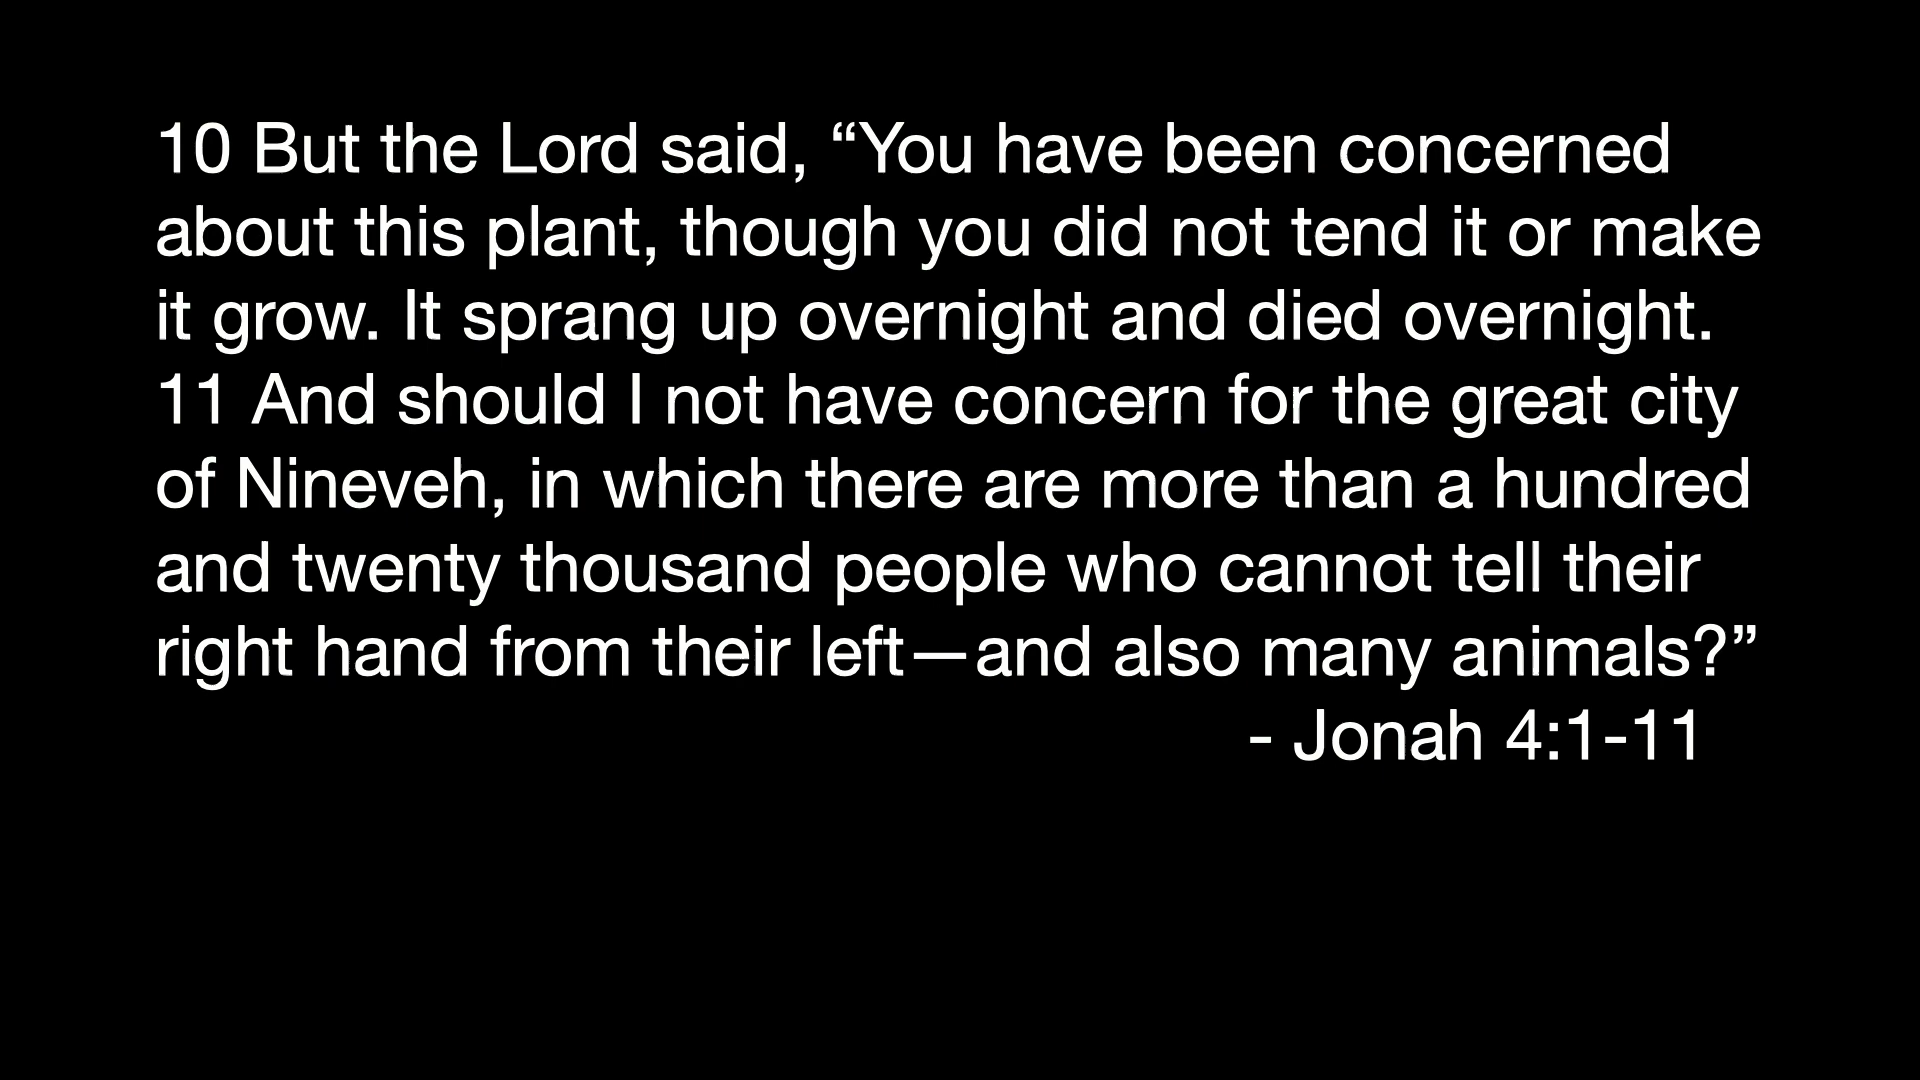 10 But the Lord said, “You have been concerned
about this plant, though you did not tend it or make
it grow. It sprang up overnight and died overnight.
11 And should I not have concern for the great city
of Nineveh, in which there are more than a hundred
and twenty thousand people who cannot tell their
right hand from their left—and also many animals?”
- Jonah 4:1-11